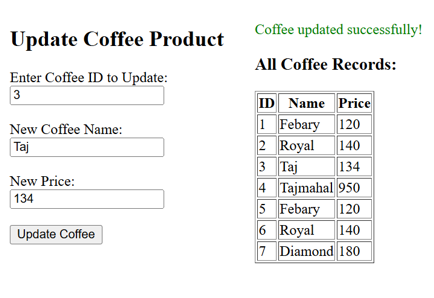 Update Coffee Product
Enter Coffee ID to Update:
3
New Coffee Name:
Taj
New Price:
134
Update Coffee
Coffee updated successfully!
All Coffee Records:
ID Name Price
1 Febary 120
2 Royal 140
3 Taj 134
4 Tajmahal 950
5 Febary 120
6 Royal 140
7 Diamond 180